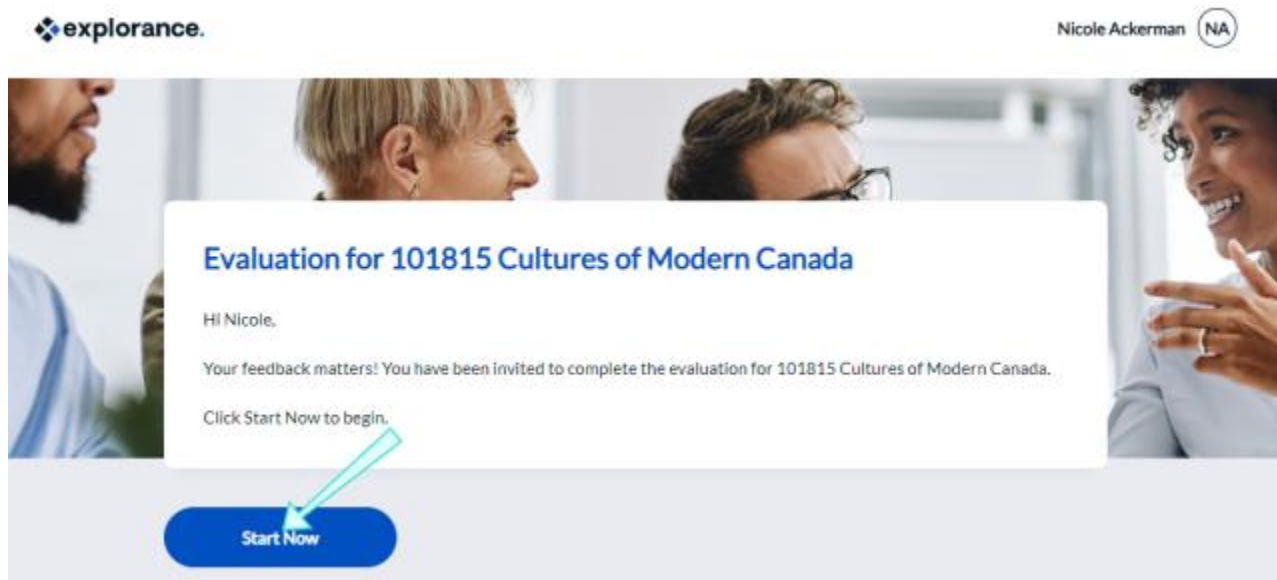 explorance.
Nicole Ackerman NA
Evaluation for 101815 Cultures of Modern Canada
Hi Nicole,
Your feedback matters! You have been invited to complete the evaluation for 101815 Cultures of Modern Canada.
Click Start Now to begin.
Start Now